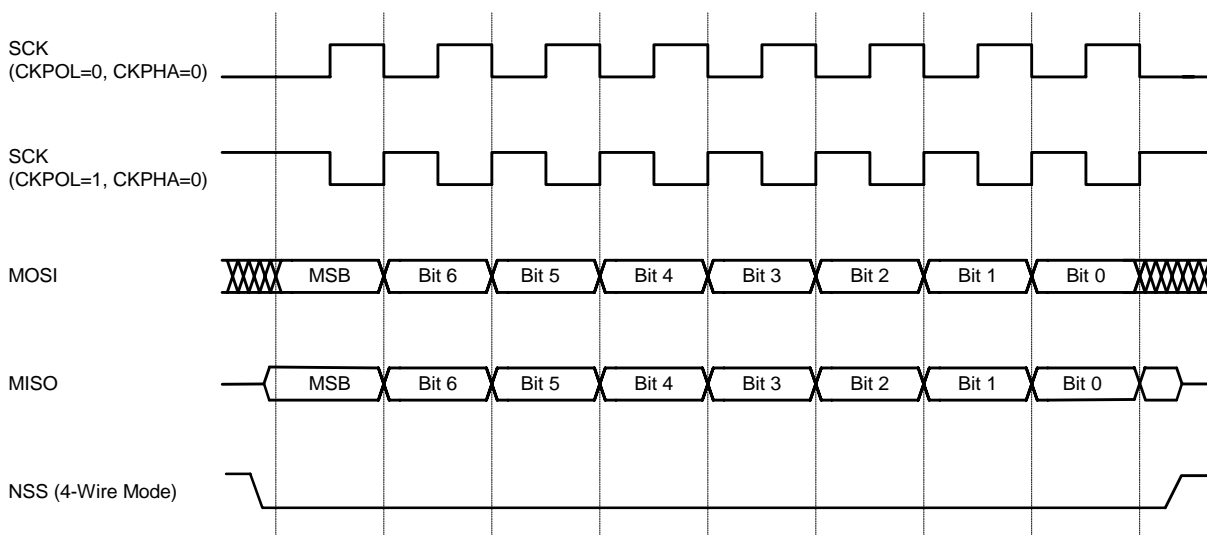 SCK
(CKPOL=0, CKPHA=0)
SCK
(CKPOL=1, CKPHA=0)
MOSI
MSB Bit 6 Bit 5 Bit 4 Bit 3 Bit 2 Bit 1 Bit 0
MISO
MSB Bit 6 Bit 5 Bit 4 Bit 3 Bit 2 Bit 1 Bit 0
NSS (4-Wire Mode)